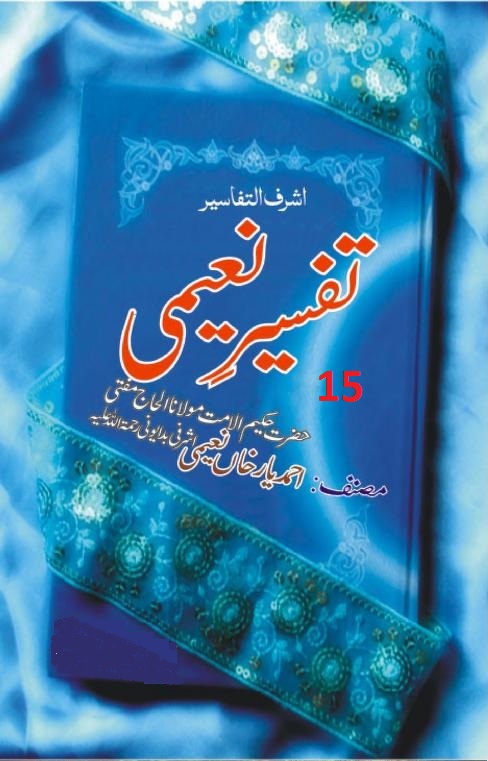 اشرف التفاسیر
تفسیرِ نعیمی
15
حضرت حکیم الامت مولانا الحاج مفتی
احمد یار خاں نعیمی اشرفی بدایونی رحمۃ اللہ علیہ
مصنف: